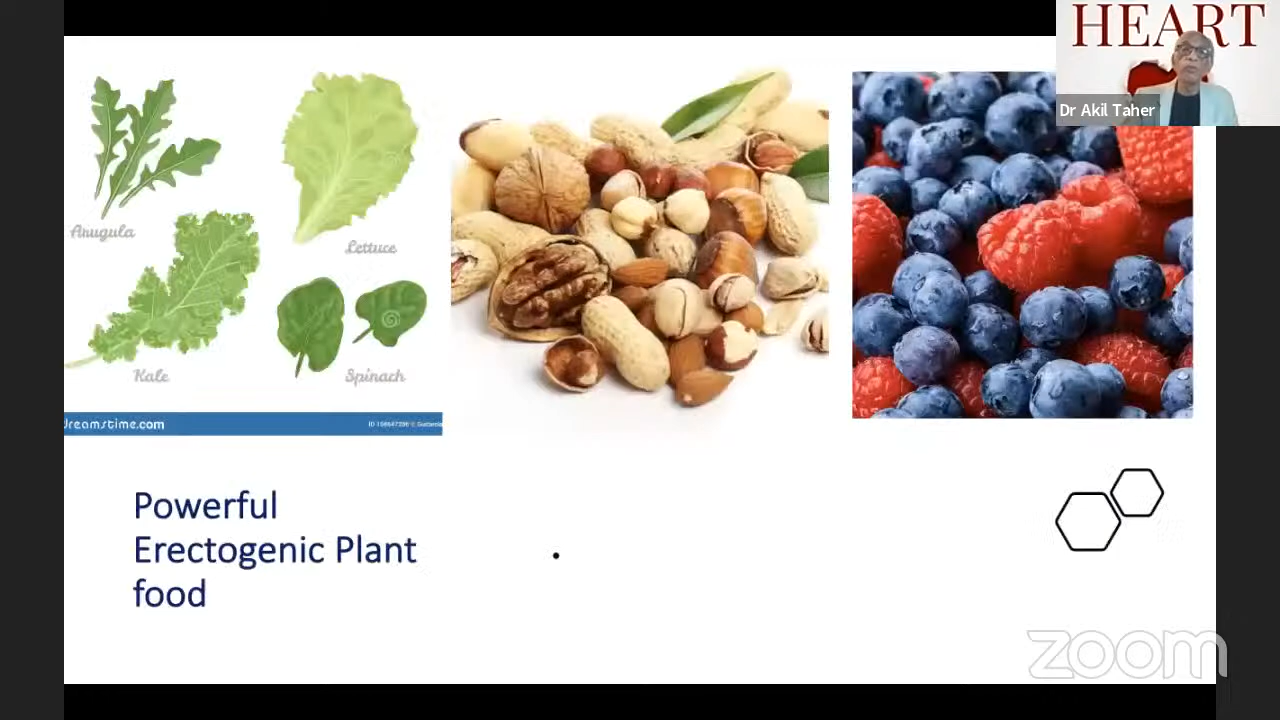 HEART
Dr Akil Taher
Arugula
Lettuce
Kale
Spinach
dreamstime.com
Powerful
Erectogenic Plant
food
zoom